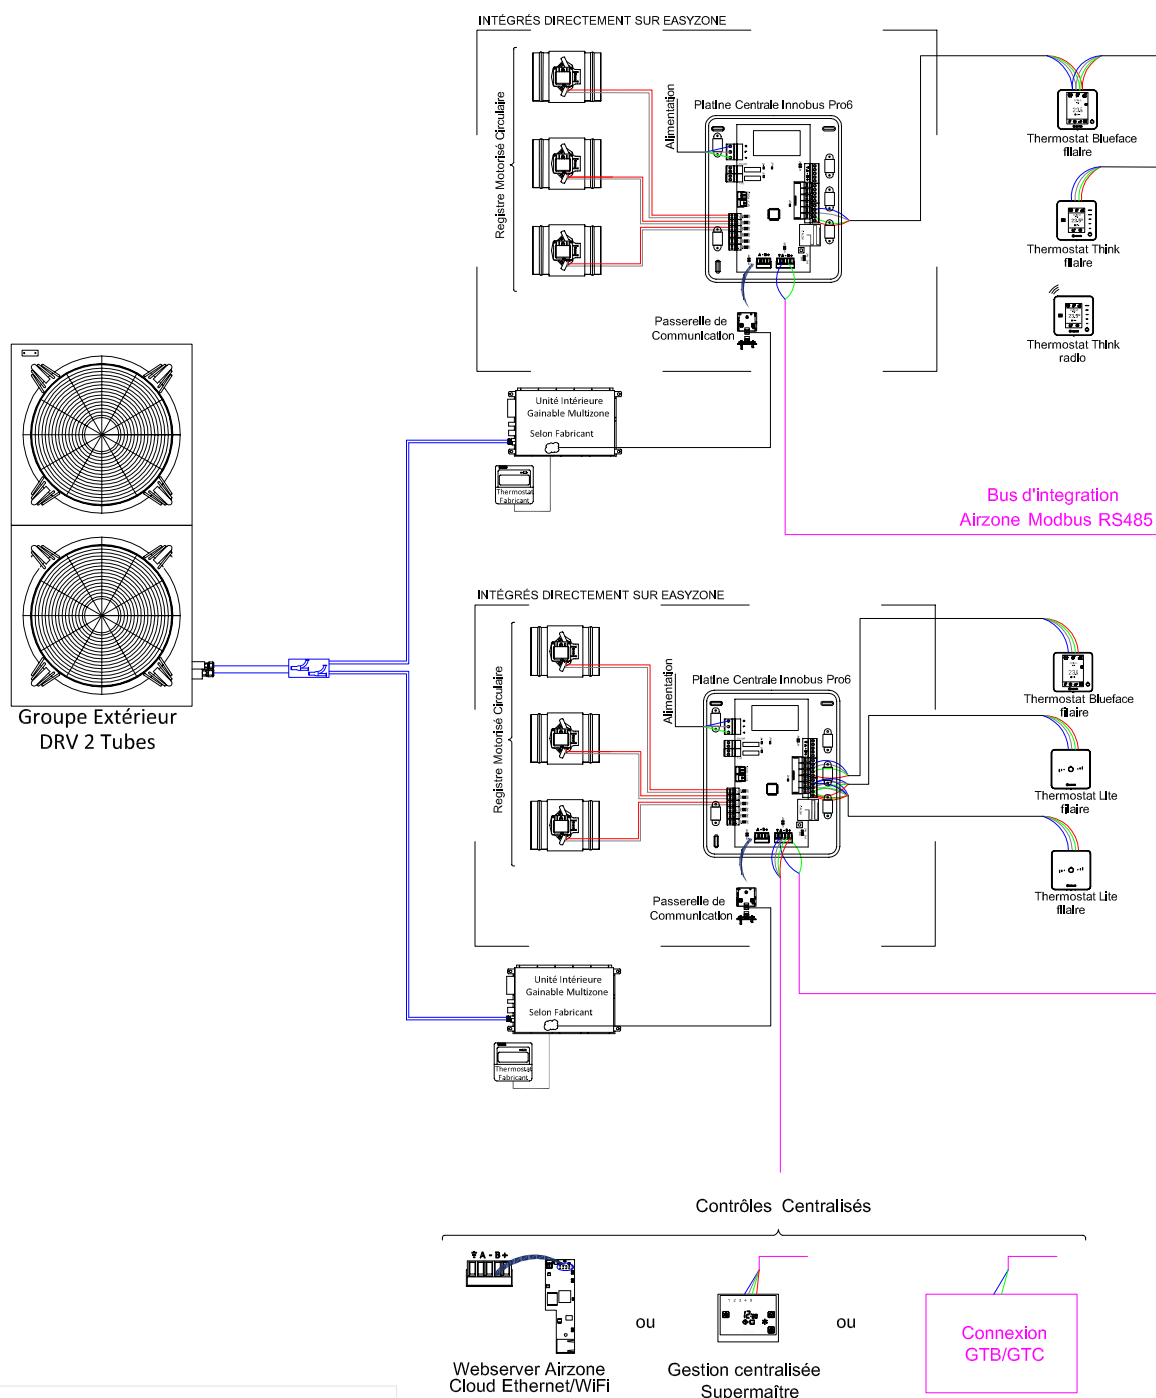 INTÉGRÉS DIRECTEMENT SUR EASYZONE
Registre Motorisé Circulaire
Alimentation
Platine Centrale Innobus Pro6
Thermostat Blueface
filaire
Thermostat Think
filaire
Thermostat Think
radio
Passerelle de
Communication
Unité Intérieure
Gainable Multizone
Selon Fabricant
Thermostat
Fabricant
Bus d'integration
Airzone Modbus RS485
INTÉGRÉS DIRECTEMENT SUR EASYZONE
Registre Motorisé Circulaire
Alimentation
Platine Centrale Innobus Pro6
Thermostat Blueface
filaire
Thermostat Lite
filaire
Thermostat Lite
filaire
Groupe Extérieur
DRV 2 Tubes
Passerelle de
Communication
Unité Intérieure
Gainable Multizone
Selon Fabricant
Thermostat
Fabricant
Contrôles Centralisés
A - B +
ou
ou
Webserver Airzone
Cloud Ethernet/WiFi
Gestion centralisée
Supermaître
Connexion
GTB/GTC